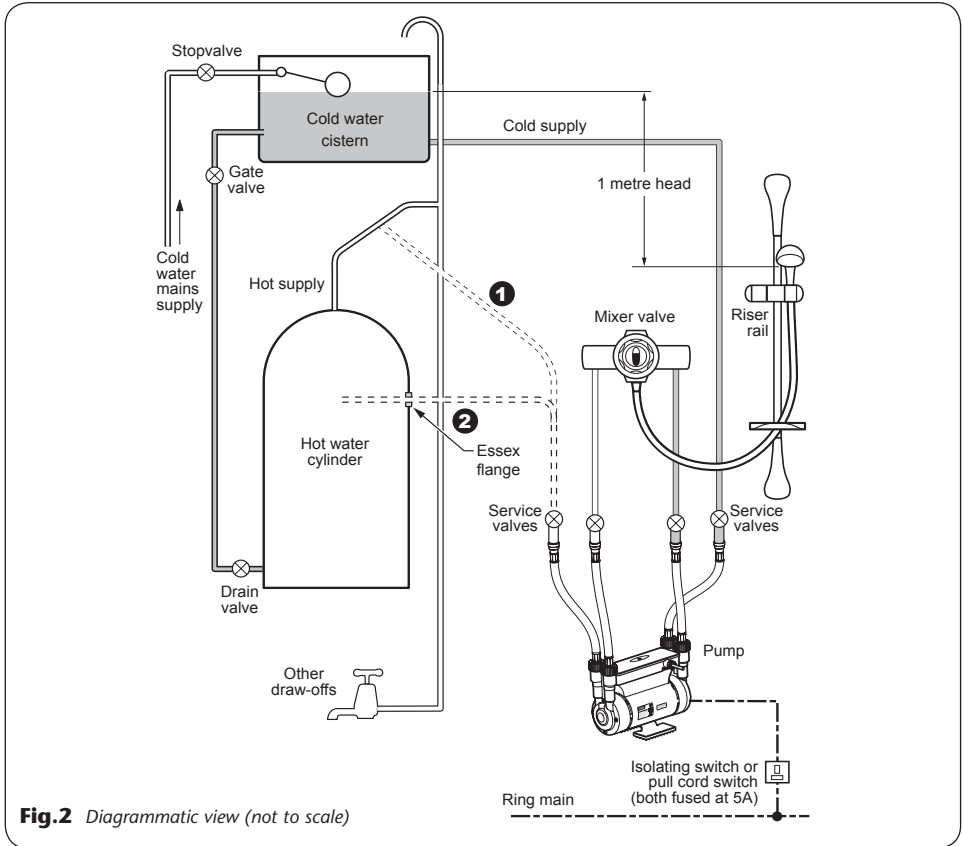 Stopvalve
Cold water
cistern
Cold supply
1 metre head
Gate
valve
Cold
water
mains
supply
Hot supply
1
Mixer valve
Riser
rail
2
Essex
flange
Hot water
cylinder
Service
valves
Service
valves
Drain
valve
Pump
Other
draw-offs
Isolating switch or
pull cord switch
(both fused at 5A)
Ring main
Fig.2 Diagrammatic view (not to scale)